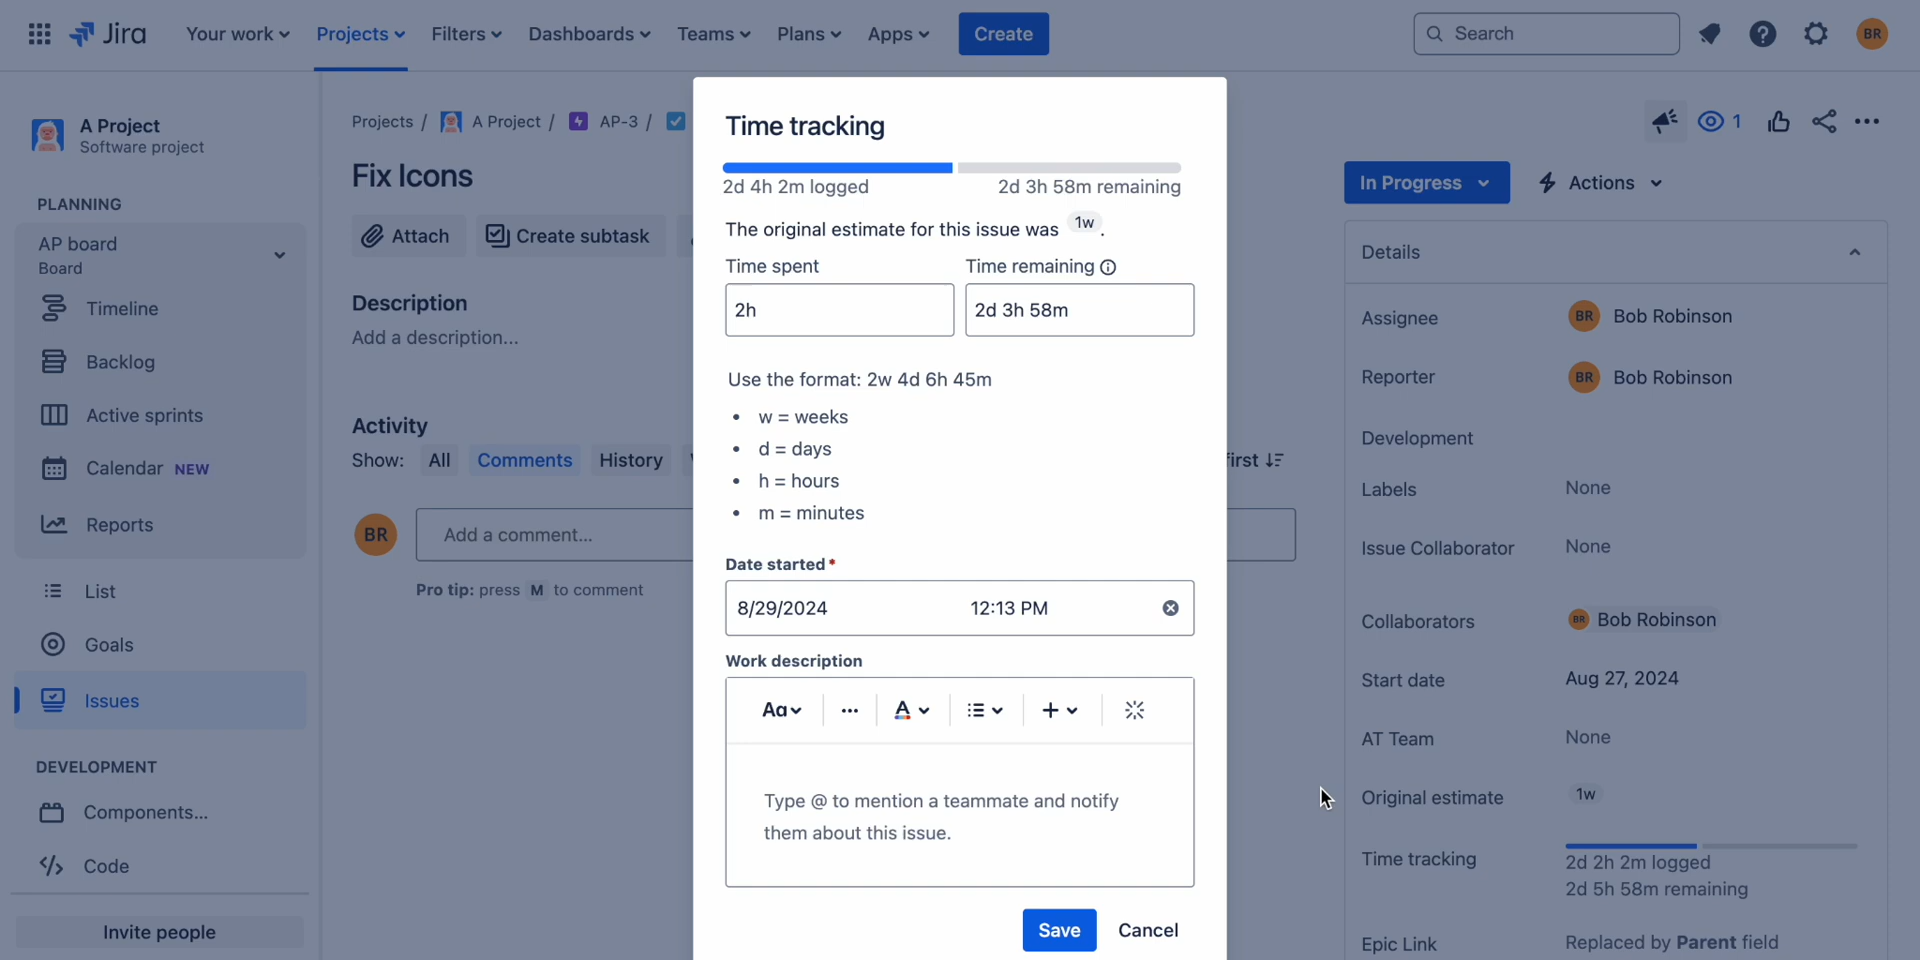 Jira
Your work
Projects
Filters
Dashboards
Teams
Plans
Apps
Create
Search
BR
A Project
Software project
PLANNING
AP board
Board
Timeline
Backlog
Active sprints
Calendar NEW
Reports
List
Goals
Issues
DEVELOPMENT
Components...
Code
Invite people
Projects / A Project / AP-3 /
Fix Icons
Attach
Create subtask
Description
Add a description...
Activity
Show: All Comments History
first
BR
Add a comment...
Pro tip: press M to comment
Time tracking
2d 4h 2m logged
2d 3h 58m remaining
The original estimate for this issue was 1w.
Time spent
Time remaining
2h
2d 3h 58m
Use the format: 2w 4d 6h 45m
• w = weeks
• d = days
• h = hours
• m = minutes
Date started*
8/29/2024 12:13 PM
Work description
Aa
A
Type @ to mention a teammate and notify
them about this issue.
Save
Cancel
1
In Progress
Actions
Details
Assignee BR Bob Robinson
Reporter BR Bob Robinson
Development
Labels None
Issue Collaborator None
Collaborators BR Bob Robinson
Start date Aug 27, 2024
AT Team None
Original estimate 1w
Time tracking 2d 2h 2m logged
2d 5h 58m remaining
Epic Link Replaced by Parent field